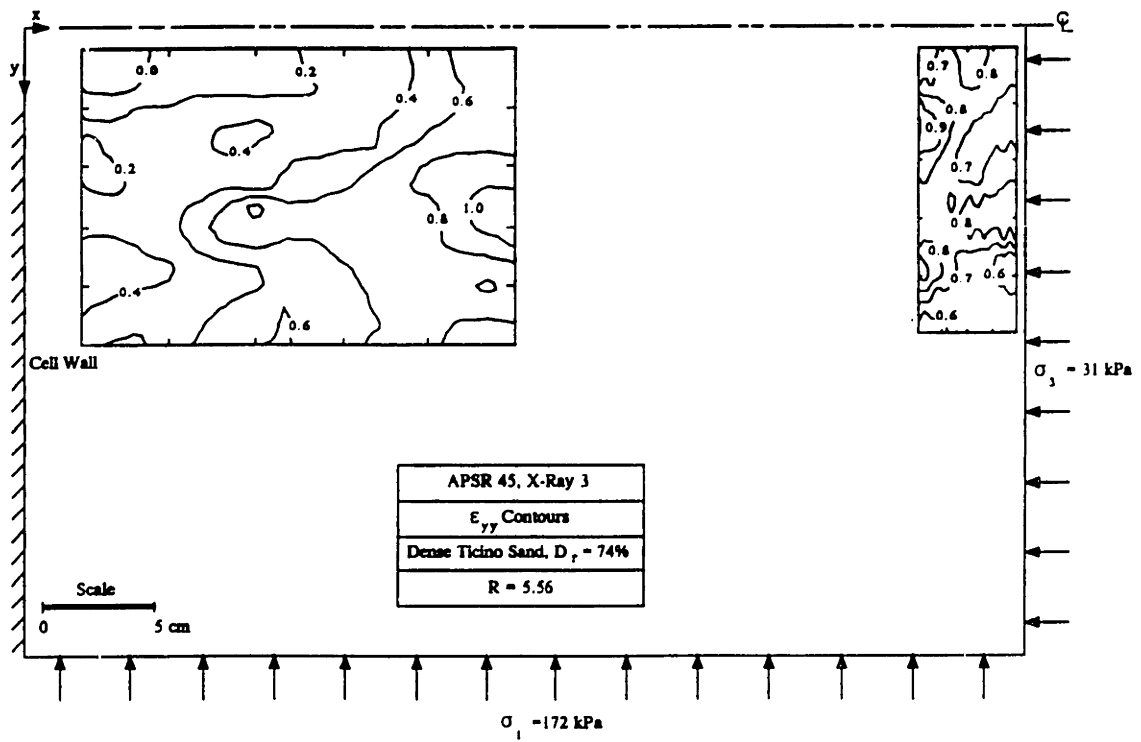 x
℄
y
0.0
0.2
0.4
0.6
0.4
0.2
0.8
1.0
0.4
0.6
0.7
0.8
0.8
0.9
0.7
0.8
0.8
0.7
0.6
0.6
Cell Wall
σ3 = 31 kPa
APSR 45, X-Ray 3
εyy Contours
Dense Ticino Sand, Dr = 74%
R = 5.56
Scale
0 5 cm
σ1 =172 kPa